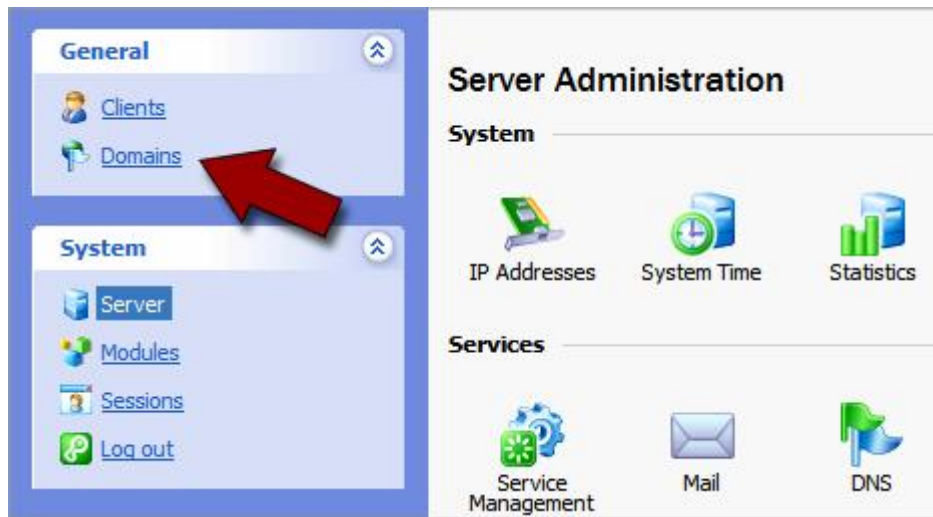 General
Clients
Domains
System
Server
Modules
Sessions
Log out
Server Administration
System
IP Addresses
System Time
Statistics
Services
Service
Management
Mail
DNS